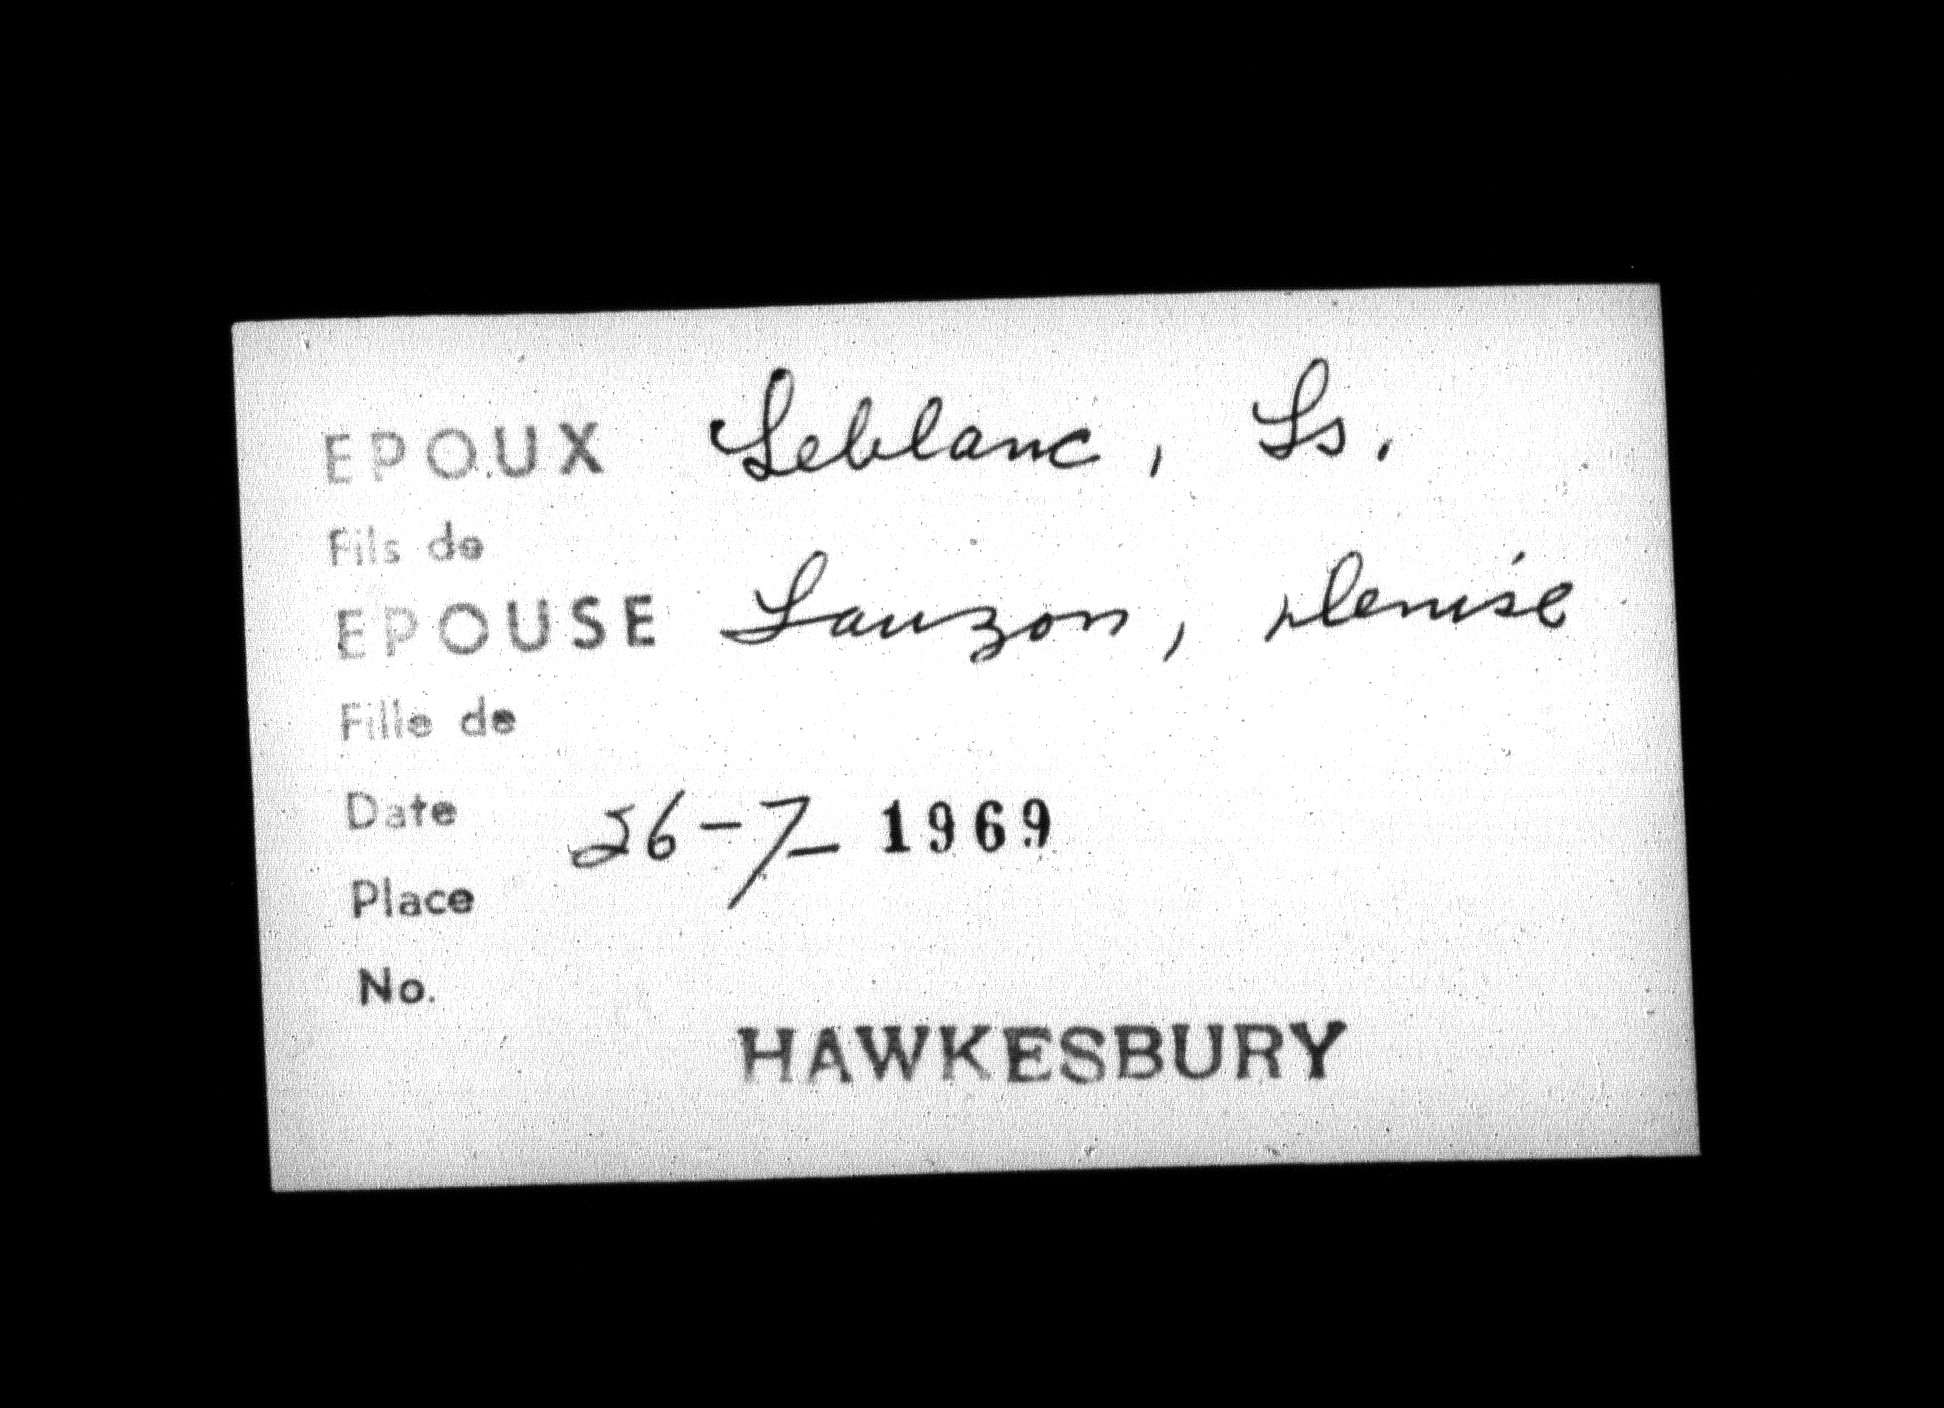 EPOUX Leblanc, Ls.
Fils de
EPOUSE Lauzon, Denise
Fille de
Date 26-7-1969
Place
No.
HAWKESBURY